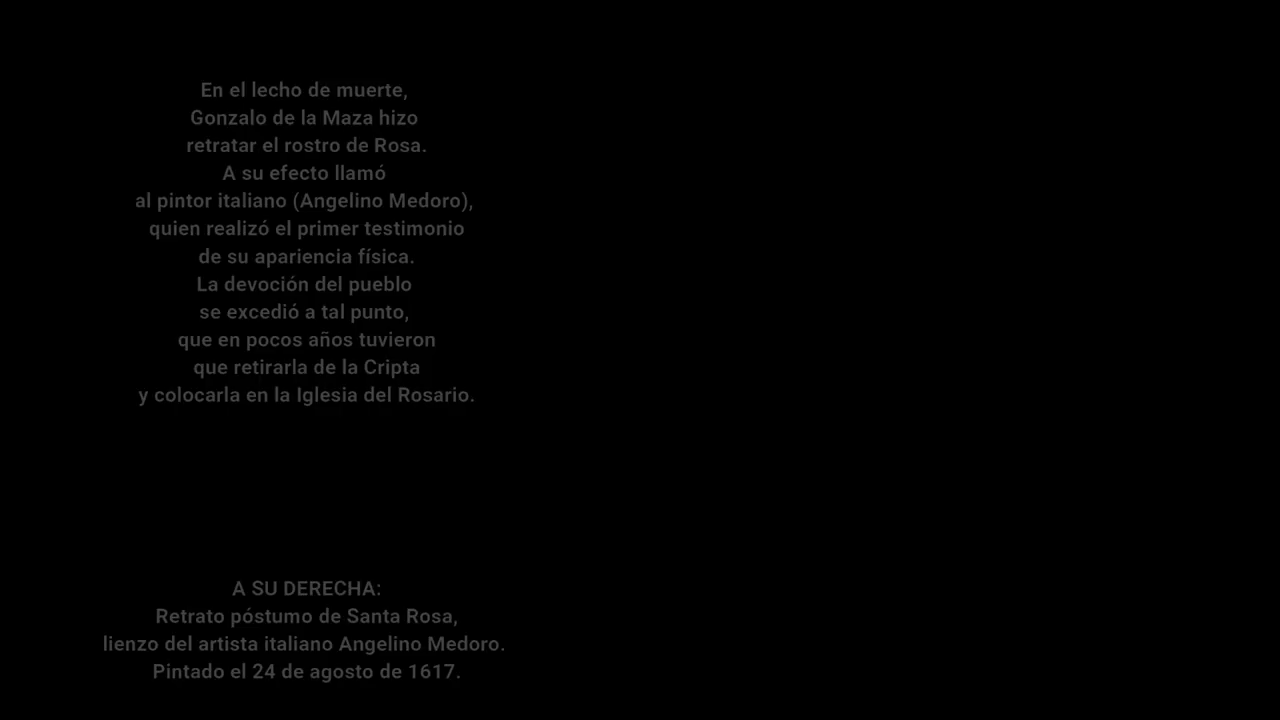 En el lecho de muerte,
Gonzalo de la Maza hizo
retratar el rostro de Rosa.
A su efecto llamó
al pintor italiano (Angelino Medoro),
quien realizó el primer testimonio
de su apariencia física.
La devoción del pueblo
se excedió a tal punto,
que en pocos años tuvieron
que retirarla de la Cripta
y colocarla en la Iglesia del Rosario.
A SU DERECHA:
Retrato póstumo de Santa Rosa,
lienzo del artista italiano Angelino Medoro.
Pintado el 24 de agosto de 1617.